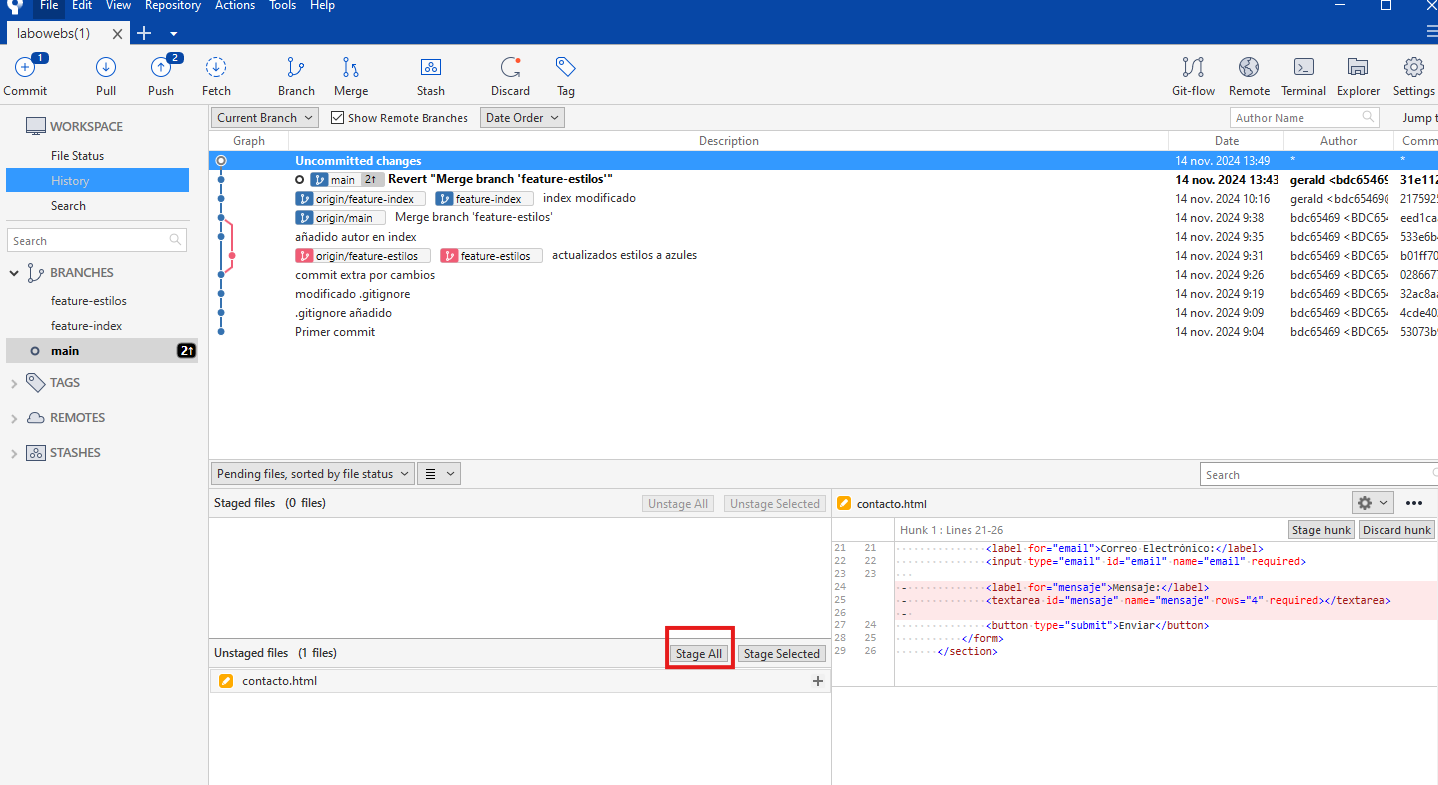 File Edit View Repository Actions Tools Help
labowebs(1)
1 2
Commit Pull Push Fetch Branch Merge Stash Discard Tag Git-flow Remote Terminal Explorer Settings
WORKSPACE
File Status
History
Search
Search
BRANCHES
feature-estilos
feature-index
main 2↑
TAGS
REMOTES
STASHES
Current Branch Show Remote Branches Date Order Author Name Jump t
Graph Description Date Author Comm
Uncommitted changes 14 nov. 2024 13:49 * *
main 2↑ Revert "Merge branch 'feature-estilos'" 14 nov. 2024 13:43 gerald <bdc65469 31e112
origin/feature-index feature-index index modificado 14 nov. 2024 10:16 gerald <bdc65469@ 2175925
origin/main Merge branch 'feature-estilos' 14 nov. 2024 9:38 bdc65469 <BDC654 eed1caa
añadido autor en index 14 nov. 2024 9:35 bdc65469 <BDC654 533e6b
origin/feature-estilos feature-estilos actualizados estilos a azules 14 nov. 2024 9:31 bdc65469 <BDC654 b01ff70
commit extra por cambios 14 nov. 2024 9:26 bdc65469 <BDC654 0286677
modificado .gitignore 14 nov. 2024 9:19 bdc65469 <BDC654 32ac8a
.gitignore añadido 14 nov. 2024 9:09 bdc65469 <BDC654 4cde40
Primer commit 14 nov. 2024 9:04 bdc65469 <BDC654 53073b
Pending files, sorted by file status Search
Staged files (0 files) Unstage All Unstage Selected
Unstaged files (1 files) Stage All Stage Selected
contacto.html +
contacto.html
Hunk 1 : Lines 21-26 Stage hunk Discard hunk
21 21 <label for="email">Correo Electrónico:</label>
22 22 <input type="email" id="email" name="email" required>
23 23
24 - <label for="mensaje">Mensaje:</label>
25 - <textarea id="mensaje" name="mensaje" rows="4" required></textarea>
26 -
27 24 <button type="submit">Enviar</button>
28 25 </form>
29 26 </section>